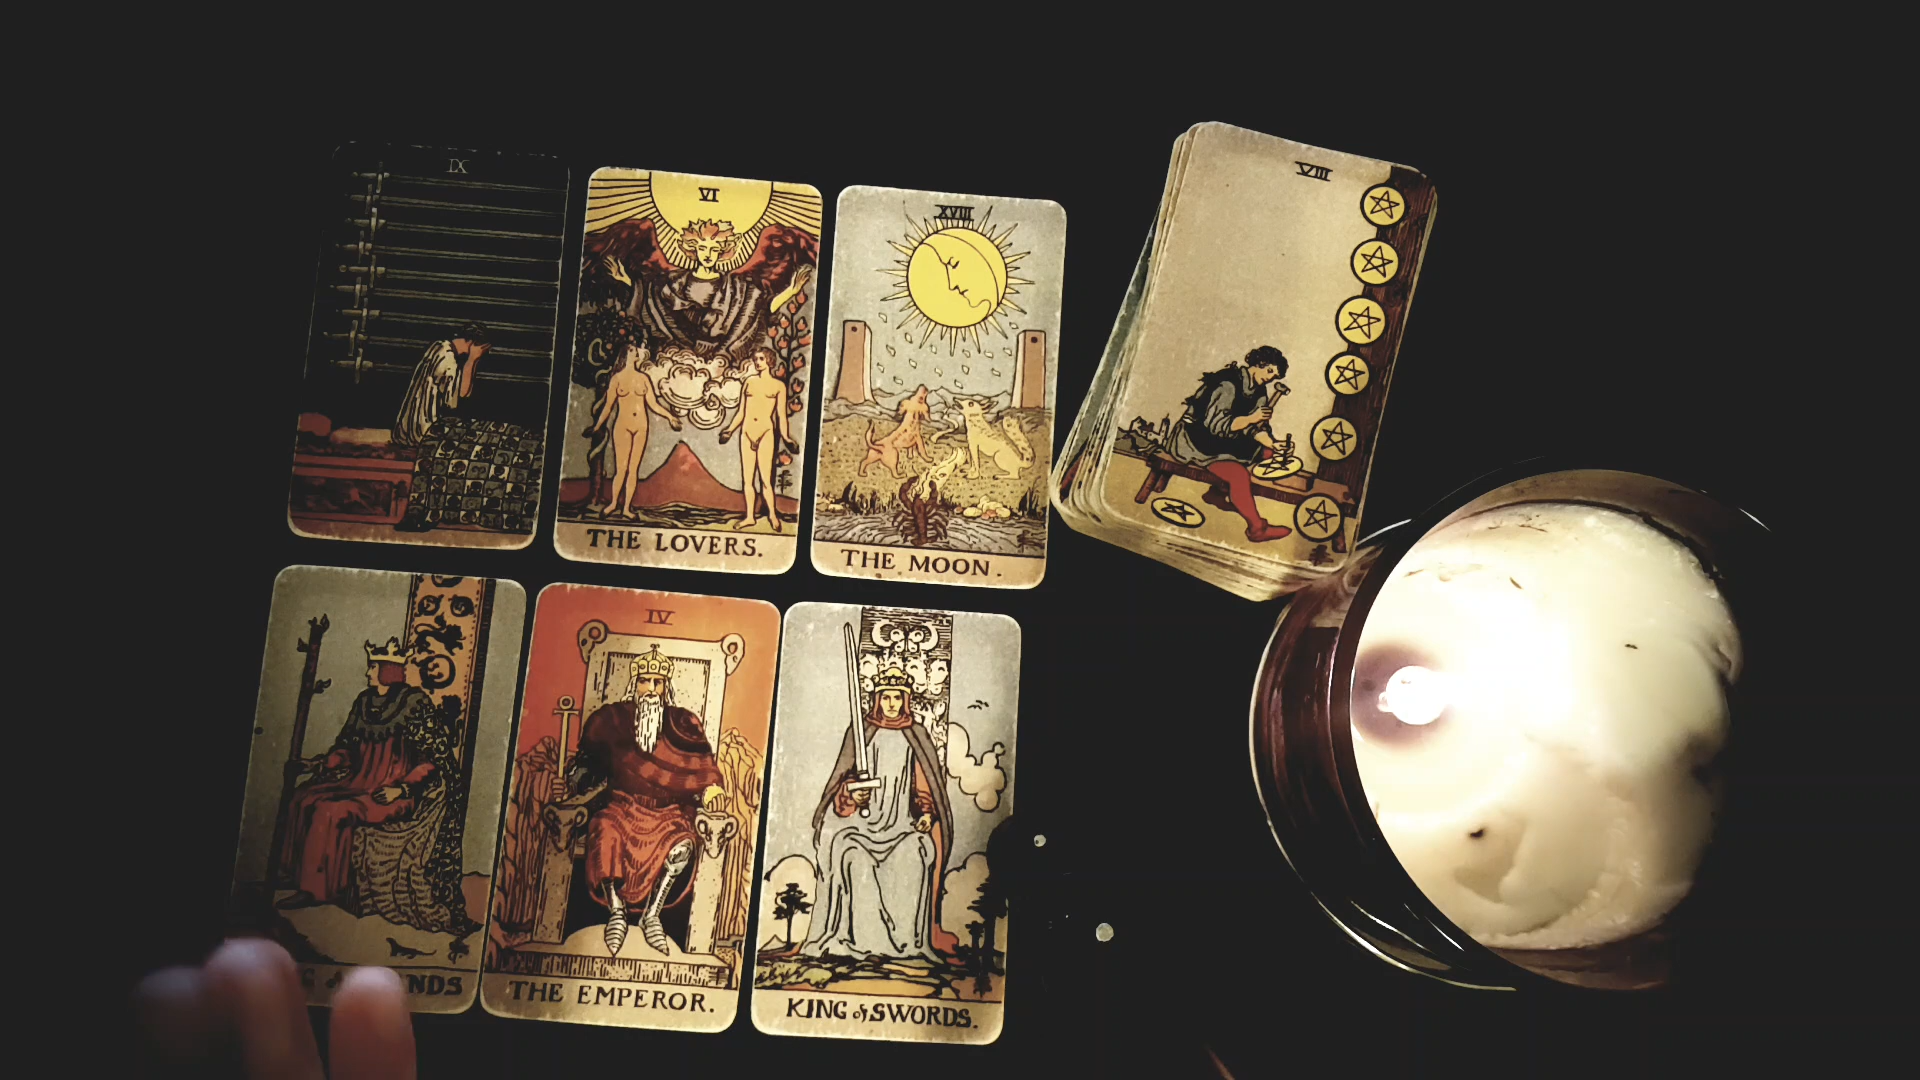 IX
VI
THE LOVERS.
XVIII
THE MOON.
VIII
NDS
IV
THE EMPEROR.
KING of SWORDS.